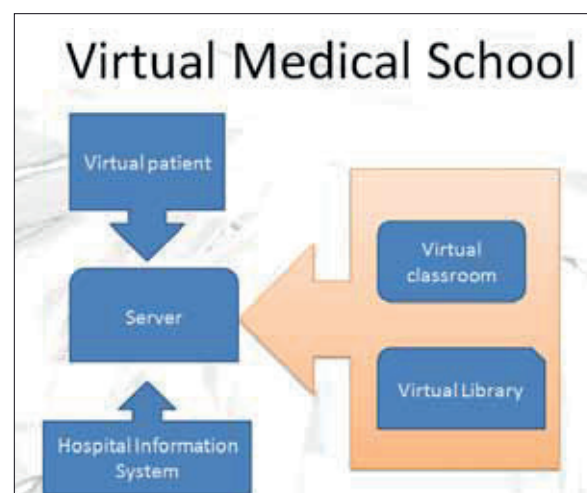 Virtual Medical School
Virtual patient
Server
Hospital Information
System
Virtual
classroom
Virtual Library